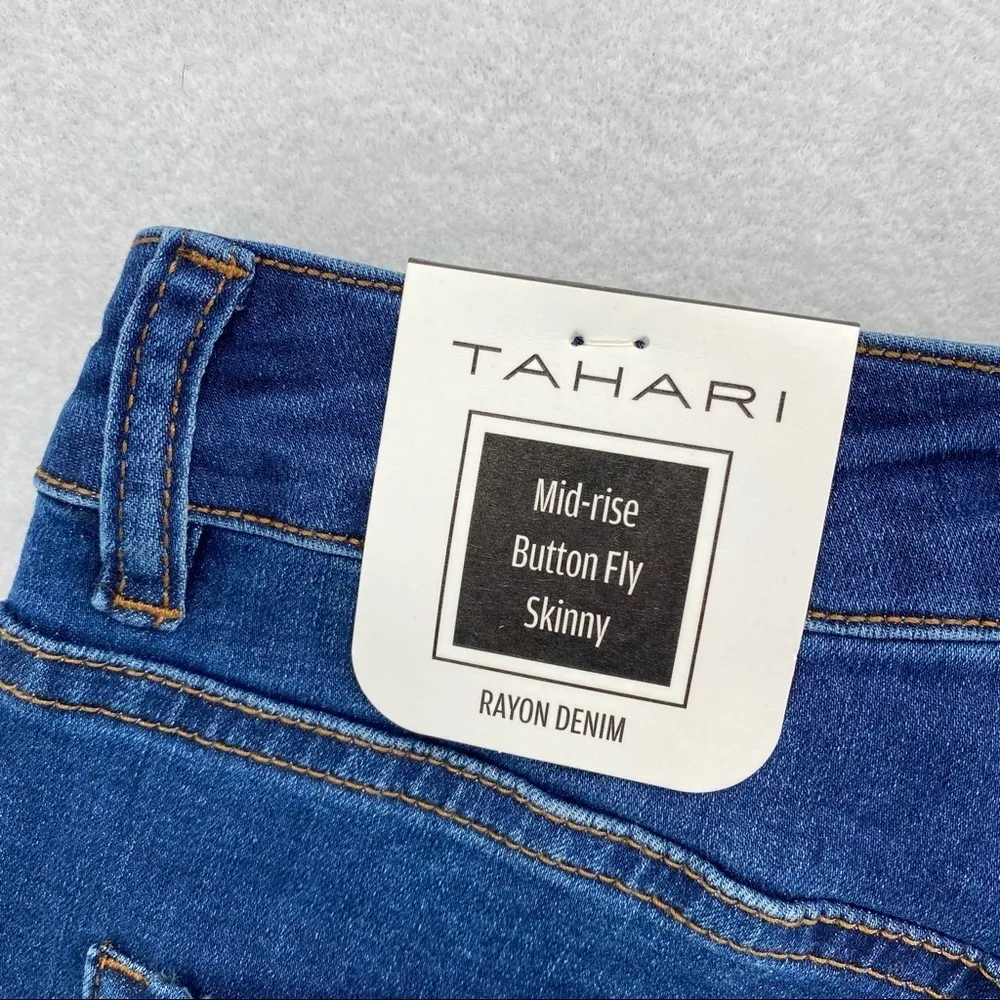 TAHARI
Mid-rise
Button Fly
Skinny
RAYON DENIM